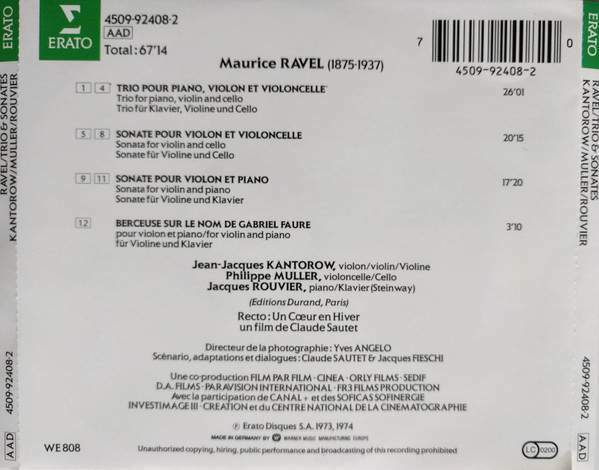 ERATO
RAVEL/TRIO & SONATES
KANTOROW/MULLER/ROUVIER
4509-92408-2
AAD
ERATO
4509-92408-2
AAD
Total:67'14
7
0
4509-92408-2
Maurice RAVEL (1875-1937)
1 4 TRIO POUR PIANO, VIOLON ET VIOLONCELLE 26'01
Trio for piano, violin and cello
Trio für Klavier, Violine und Cello
5 8 SONATE POUR VIOLON ET VIOLONCELLE 20'15
Sonata for violin and cello
Sonate für Violine und Cello
9 11 SONATE POUR VIOLON ET PIANO 17'20
Sonata for violin and piano
Sonate für Violine und Klavier
12 BERCEUSE SUR LE NOM DE GABRIEL FAURE 3'10
pour violon et piano/for violin and piano
für Violine und Klavier
Jean-Jacques KANTOROW, violon/violin/Violine
Philippe MULLER, violoncelle/Cello
Jacques ROUVIER, piano/Klavier (Steinway)
(Editions Durand, Paris)
Recto: Un Cœur en Hiver
un film de Claude Sautet
Directeur de la photographie: Yves ANGELO
Scénario, adaptations et dialogues: Claude SAUTET & Jacques FIESCHI
Une co-production FILM PAR FILM · CINEA · ORLY FILMS · SEDIF
D.A. FILMS · PARAVISION INTERNATIONAL · FR3 FILMS PRODUCTION
Avec la participation de CANAL + et des SOFICAS SOFINERGIE
INVESTIMAGE III · CREATION et du CENTRE NATIONAL DE LA CINEMATOGRAPHIE
℗ Erato Disques S.A. 1973, 1974
MADE IN GERMANY BY WARNER MUSIC MANUFACTURING EUROPE
WE 808
Unauthorized copying, hiring, public performance and broadcasting of this recording prohibited
LC 0200
ERATO
RAVEL/TRIO & SONATES
KANTOROW/MULLER/ROUVIER
4509-92408-2
AAD